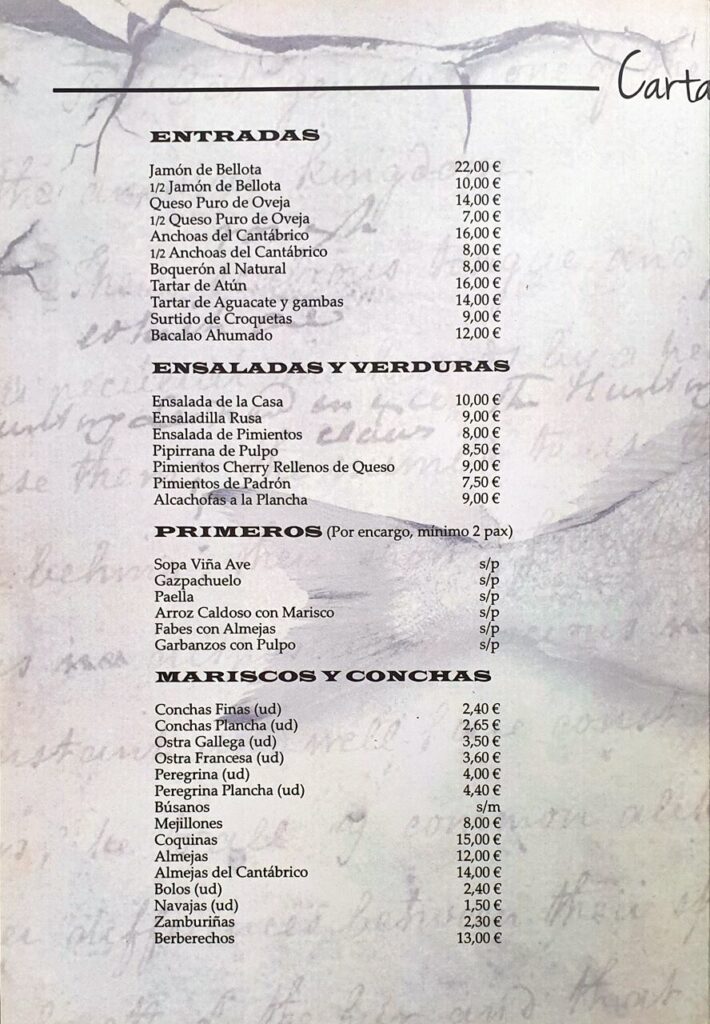 Carta
ENTRADAS
Jamón de Bellota 22,00 €
1/2 Jamón de Bellota 10,00 €
Queso Puro de Oveja 14,00 €
1/2 Queso Puro de Oveja 7,00 €
Anchoas del Cantábrico 16,00 €
1/2 Anchoas del Cantábrico 8,00 €
Boquerón al Natural 8,00 €
Tartar de Atún 16,00 €
Tartar de Aguacate y gambas 14,00 €
Surtido de Croquetas 9,00 €
Bacalao Ahumado 12,00 €
ENSALADAS Y VERDURAS
Ensalada de la Casa 10,00 €
Ensaladilla Rusa 9,00 €
Ensalada de Pimientos 8,00 €
Pipirrana de Pulpo 8,50 €
Pimientos Cherry Rellenos de Queso 9,00 €
Pimientos de Padrón 7,50 €
Alcachofas a la Plancha 9,00 €
PRIMEROS (Por encargo, mínimo 2 pax)
Sopa Viña Ave s/p
Gazpachuelo s/p
Paella s/p
Arroz Caldoso con Marisco s/p
Fabes con Almejas s/p
Garbanzos con Pulpo s/p
MARISCOS Y CONCHAS
Conchas Finas (ud) 2,40 €
Conchas Plancha (ud) 2,65 €
Ostra Gallega (ud) 3,50 €
Ostra Francesa (ud) 3,60 €
Peregrina (ud) 4,00 €
Peregrina Plancha (ud) 4,40 €
Búsanos s/m
Mejillones 8,00 €
Coquinas 15,00 €
Almejas 12,00 €
Almejas del Cantábrico 14,00 €
Bolos (ud) 2,40 €
Navajas (ud) 1,50 €
Zamburiñas 2,30 €
Berberechos 13,00 €